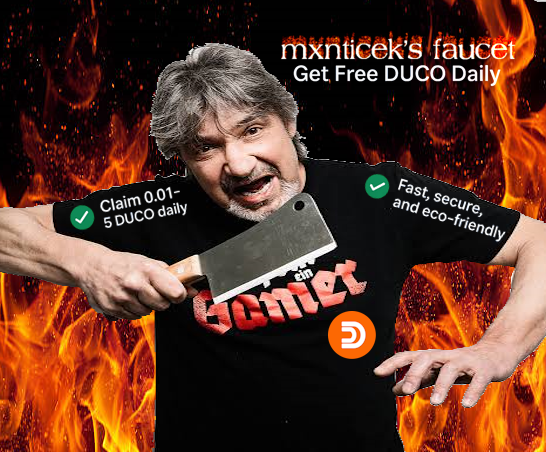 mxnticek's faucet
Get Free DUCO Daily
Claim 0.01-
5 DUCO daily
Fast, secure,
and eco-friendly
ein
Gamer